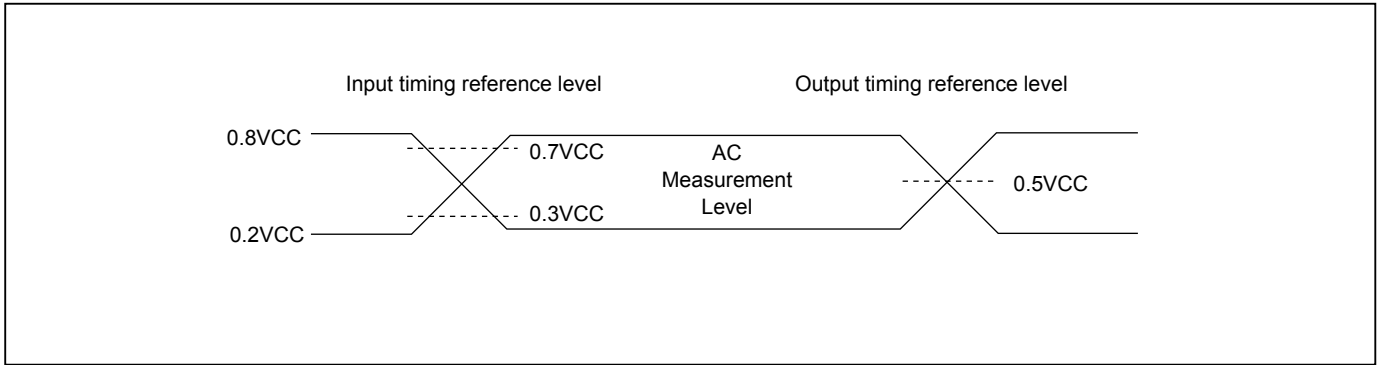 Input timing reference level
Output timing reference level
0.8VCC
0.7VCC
AC
Measurement
Level
0.5VCC
0.3VCC
0.2VCC